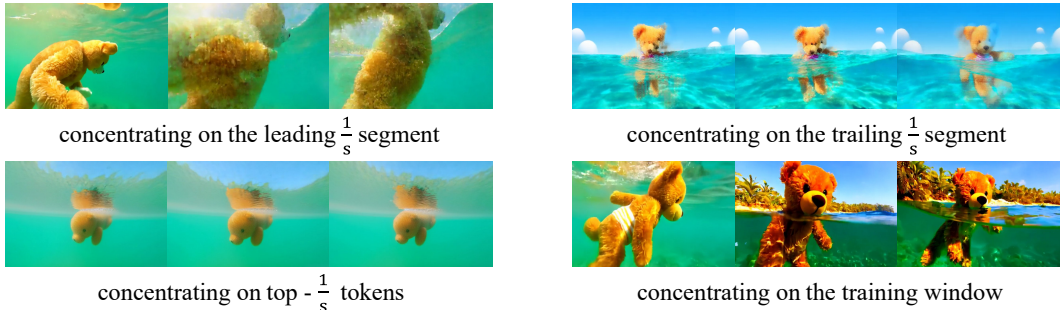 concentrating on the leading 1/s segment
concentrating on the trailing 1/s segment
concentrating on top - 1/s tokens
concentrating on the training window